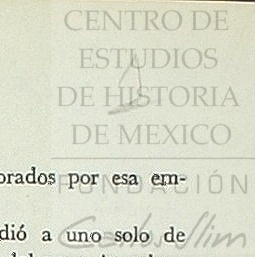 CENTRO DE
ESTUDIOS
DE HISTORIA
DE MEXICO
orados por esa em-
FUNDACIÓN
dió a uno solo de
Carlos Slim